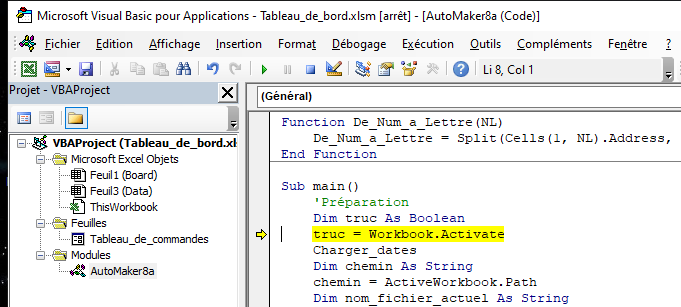 Microsoft Visual Basic pour Applications - Tableau_de_bord.xlsm [arrêt] - [AutoMaker8a (Code)]
Fichier Edition Affichage Insertion Format Débogage Exécution Outils Compléments Fenêtre ?
Li 8, Col 1
Projet - VBAProject
(Général)
VBAProject (Tableau_de_bord.xls
Microsoft Excel Objets
Feuil1 (Board)
Feuil3 (Data)
ThisWorkbook
Feuilles
Tableau_de_commandes
Modules
AutoMaker8a
Function De_Num_a_Lettre(NL)
De_Num_a_Lettre = Split(Cells(1, NL).Address,
End Function
Sub main()
'Préparation
Dim truc As Boolean
truc = Workbook.Activate
Charger_dates
Dim chemin As String
chemin = ActiveWorkbook.Path
Dim nom_fichier_actuel As String